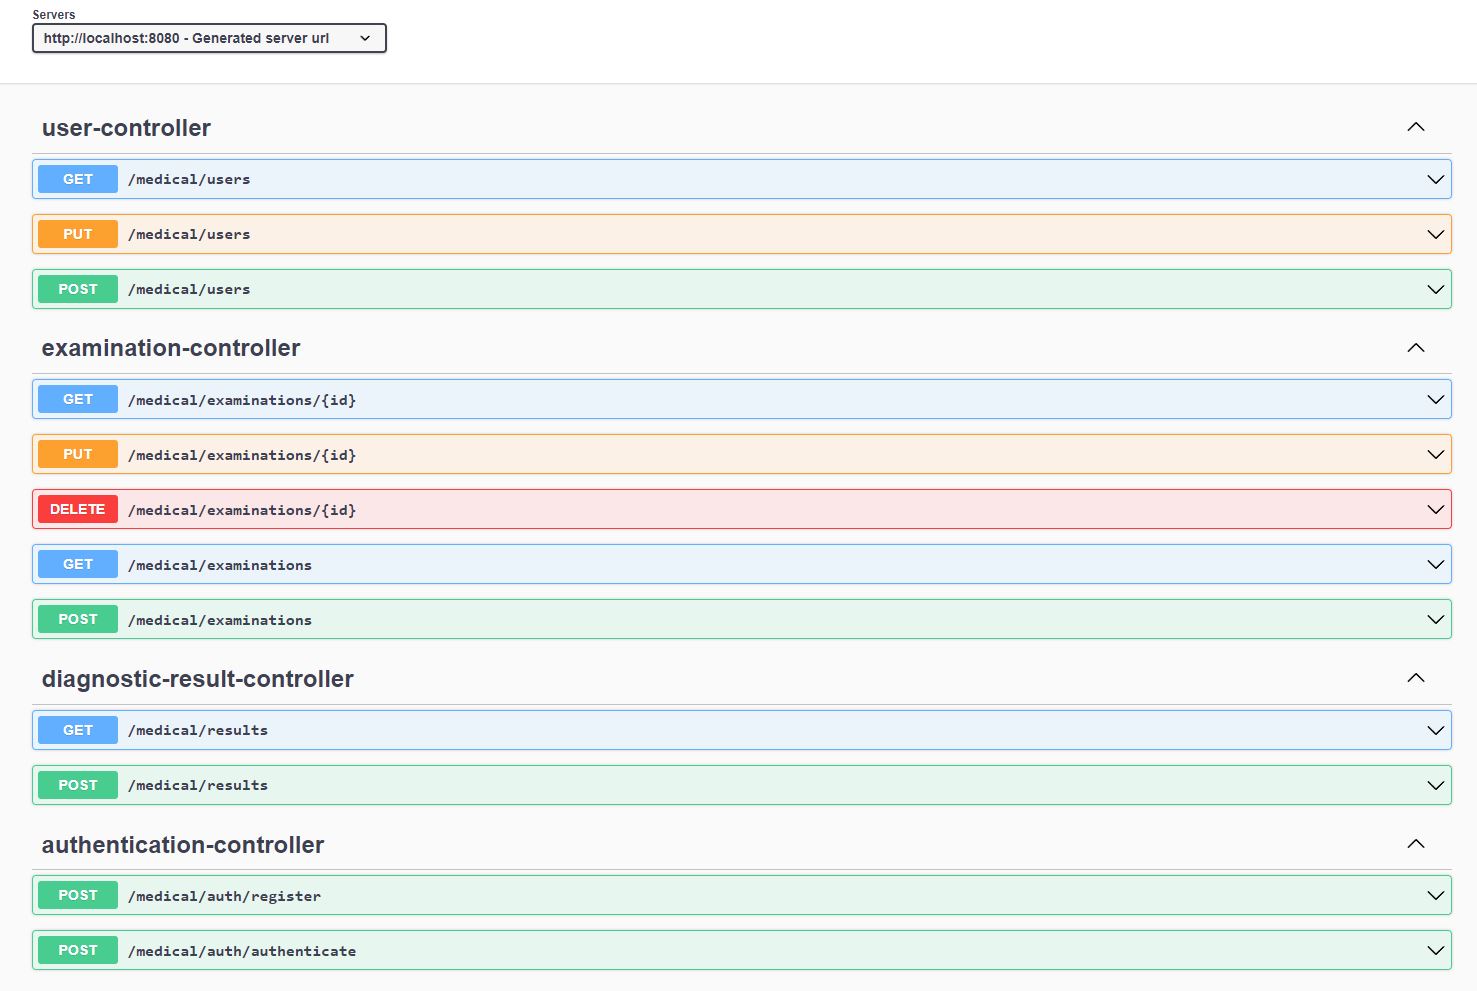 Servers
http://localhost:8080 - Generated server url
user-controller
GET /medical/users
PUT /medical/users
POST /medical/users
examination-controller
GET /medical/examinations/{id}
PUT /medical/examinations/{id}
DELETE /medical/examinations/{id}
GET /medical/examinations
POST /medical/examinations
diagnostic-result-controller
GET /medical/results
POST /medical/results
authentication-controller
POST /medical/auth/register
POST /medical/auth/authenticate